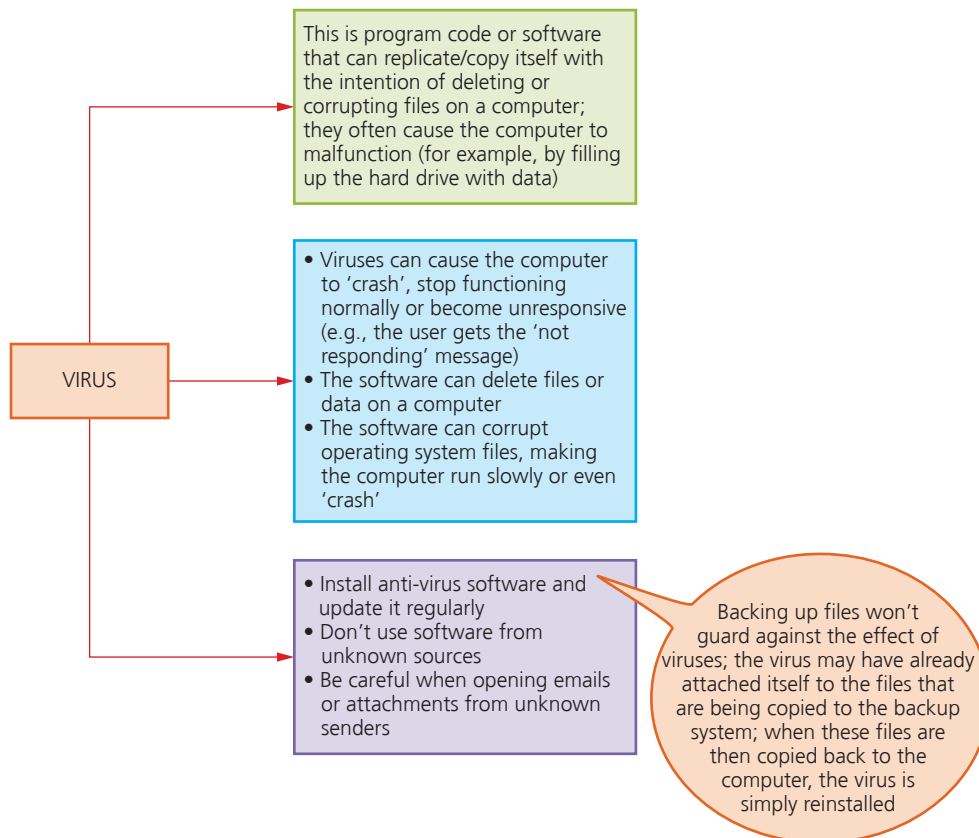 This is program code or software
that can replicate/copy itself with
the intention of deleting or
corrupting files on a computer;
they often cause the computer to
malfunction (for example, by filling
up the hard drive with data)
VIRUS
• Viruses can cause the computer
to ‘crash’, stop functioning
normally or become unresponsive
(e.g., the user gets the ‘not
responding’ message)
• The software can delete files or
data on a computer
• The software can corrupt
operating system files, making
the computer run slowly or even
‘crash’
• Install anti-virus software and
update it regularly
• Don’t use software from
unknown sources
• Be careful when opening emails
or attachments from unknown
senders
Backing up files won’t
guard against the effect of
viruses; the virus may have already
attached itself to the files that
are being copied to the backup
system; when these files are
then copied back to the
computer, the virus is
simply reinstalled